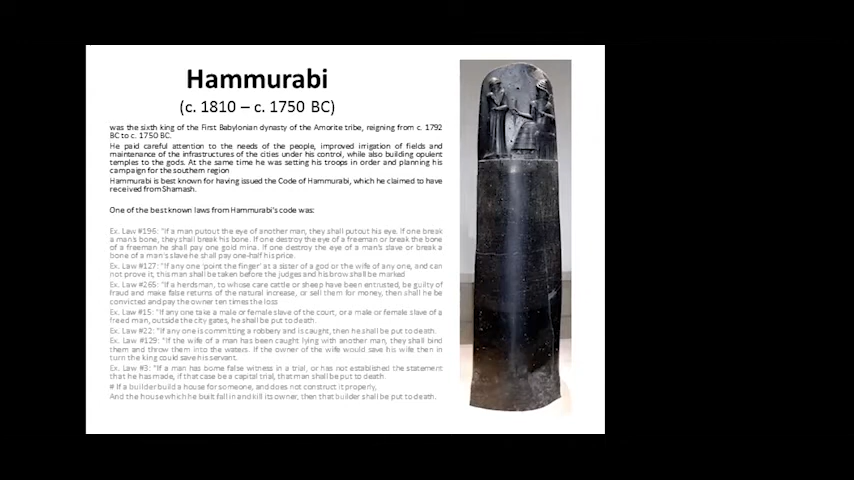 Hammurabi
(c. 1810 – c. 1750 BC)
was the sixth king of the First Babylonian dynasty of the Amorite tribe, reigning from c. 1792
BC to c. 1750 BC.
He paid careful attention to the needs of the people, improved irrigation of fields and
maintenance of the infrastructures of the cities under his control, while also building opulent
temples to the gods. At the same time he was setting his troops in order and planning his
campaign for the southern region
Hammurabi is best known for having issued the Code of Hammurabi, which he claimed to have
received from Shamash.
One of the best known laws from Hammurabi's code was:
Ex. Law #196: "If a man putout the eye of another man, they shall putout his eye. If one break
a man's bone, they shall break his bone. If one destroy the eye of a freeman or break the bone
of a freeman he shall pay one gold mina. If one destroy the eye of a man's slave or break a
bone of a man's slave he shall pay one-half his price.
Ex. Law #127: "If any one 'point the finger' at a sister of a god or the wife of any one, and can
not prove it, this man shall be taken before the judges and his brow shall be marked
Ex. Law #265: "If a herdsman, to whose care cattle or sheep have been entrusted, be guilty of
fraud and make false returns of the natural increase, or sell them for money, then shall he be
convicted and pay the owner ten times the loss
Ex. Law #15: "If any one take a male or female slave of the court, or a male or female slave of a
freed man, outside the city gates, he shall be put to death.
Ex. Law #22: "If any one is committing a robbery and is caught, then he shall be put to death.
Ex. Law #129: "If the wife of a man has been caught lying with another man, they shall bind
them and throw them into the waters. If the owner of the wife would save his wife then in
turn the king could save his servant.
Ex. Law #3: "If a man has borne false witness in a trial, or has not established the statement
that he has made, if that case be a capital trial, that man shall be put to death.
# If a builder build a house for someone, and does not construct it properly,
And the house which he built fall in and kill its owner, then that builder shall be put to death.